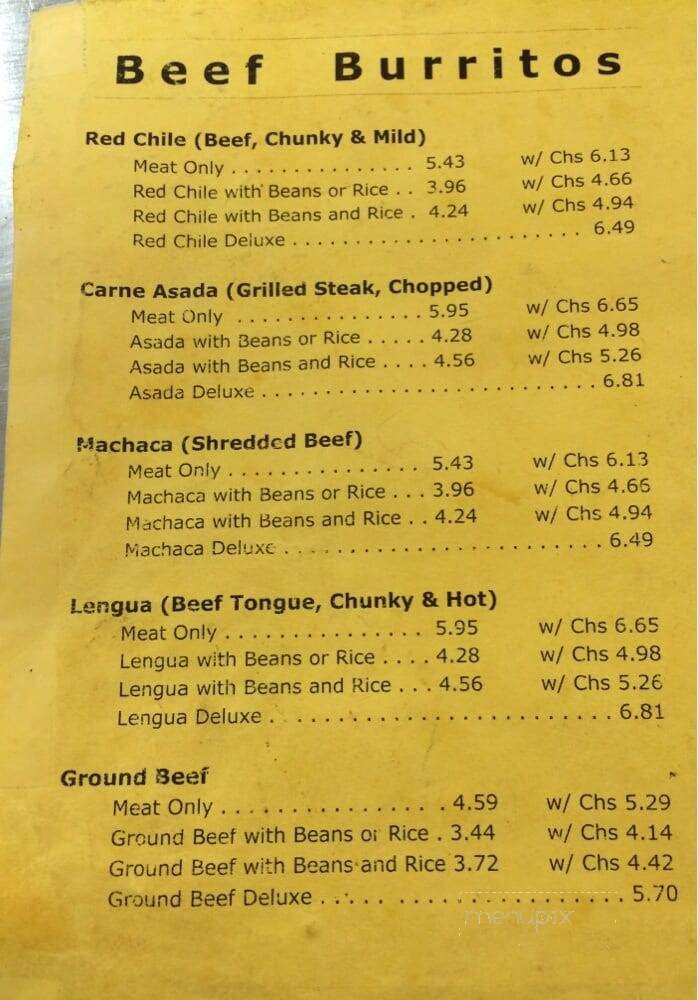 Beef Burritos
Red Chile (Beef, Chunky & Mild)
Meat Only . . . . . . . . . . . . . . . 5.43 w/ Chs 6.13
Red Chile with Beans or Rice . . 3.96 w/ Chs 4.66
Red Chile with Beans and Rice . 4.24 w/ Chs 4.94
Red Chile Deluxe . . . . . . . . . . . . . . . . . . . . . . 6.49
Carne Asada (Grilled Steak, Chopped)
Meat Only . . . . . . . . . . . . . . . 5.95 w/ Chs 6.65
Asada with Beans or Rice . . . . . 4.28 w/ Chs 4.98
Asada with Beans and Rice . . . . 4.56 w/ Chs 5.26
Asada Deluxe . . . . . . . . . . . . . . . . . . . . . . . . . 6.81
Machaca (Shredded Beef)
Meat Only . . . . . . . . . . . . . . . 5.43 w/ Chs 6.13
Machaca with Beans or Rice . . . 3.96 w/ Chs 4.66
Machaca with Beans and Rice . . 4.24 w/ Chs 4.94
Machaca Deluxe . . . . . . . . . . . . . . . . . . . . . . . 6.49
Lengua (Beef Tongue, Chunky & Hot)
Meat Only . . . . . . . . . . . . . . . 5.95 w/ Chs 6.65
Lengua with Beans or Rice . . . . 4.28 w/ Chs 4.98
Lengua with Beans and Rice . . . 4.56 w/ Chs 5.26
Lengua Deluxe . . . . . . . . . . . . . . . . . . . . . . . . . 6.81
Ground Beef
Meat Only . . . . . . . . . . . . . . . . 4.59 w/ Chs 5.29
Ground Beef with Beans or Rice . 3.44 w/ Chs 4.14
Ground Beef with Beans and Rice 3.72 w/ Chs 4.42
Ground Beef Deluxe . . . . . . . . . . . . . . . . . . . . . . 5.70
menupix